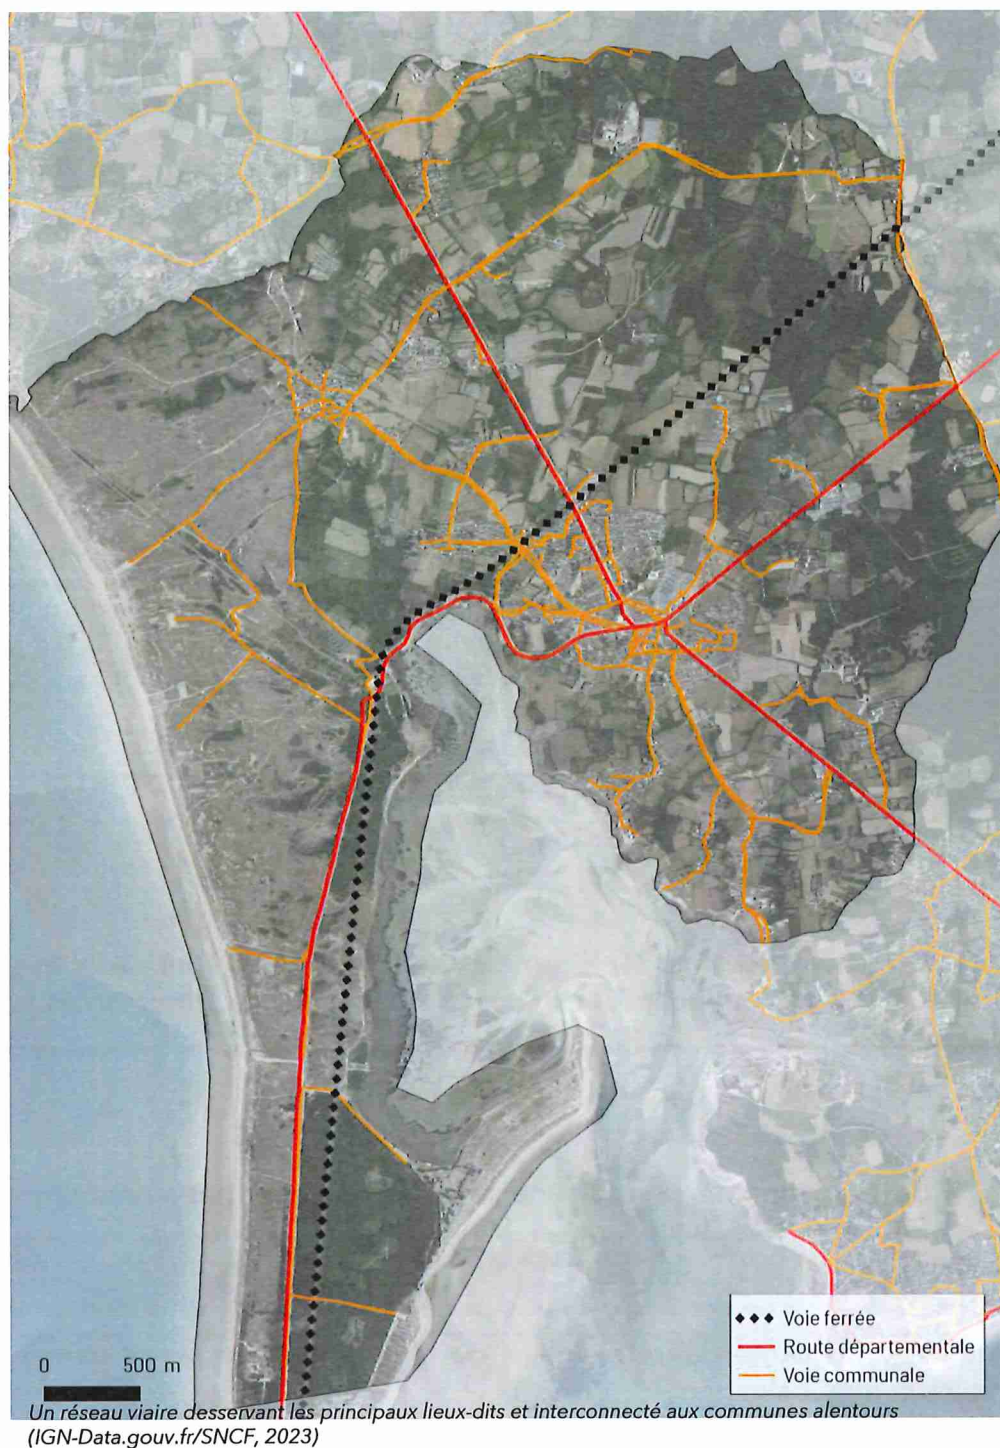 Voie ferrée
Route départementale
Voie communale
0 500 m
Un réseau viaire desservant les principaux lieux-dits et interconnecté aux communes alentours
(IGN-Data.gouv.fr/SNCF, 2023)